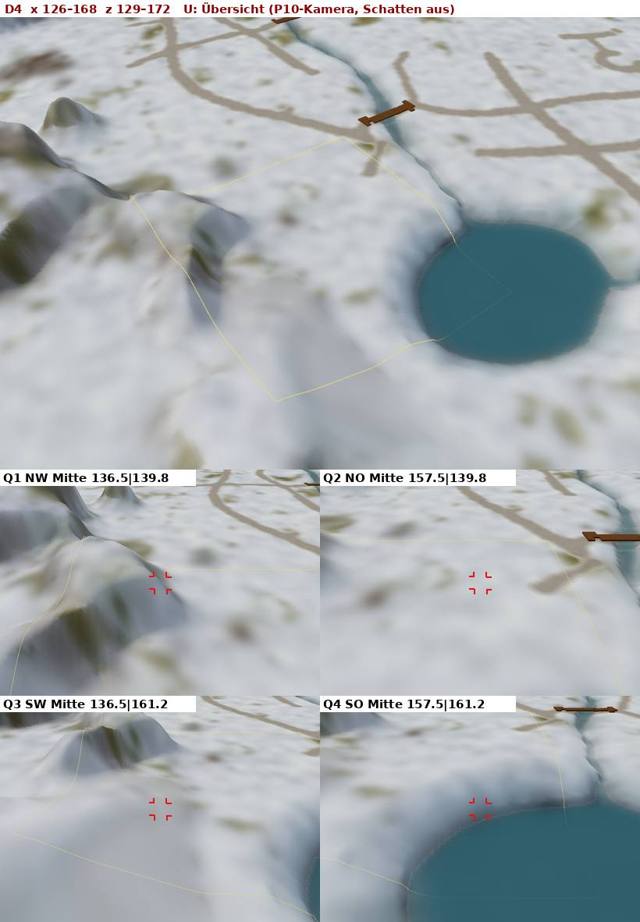 D4 x 126-168 z 129-172 U: Übersicht (P10-Kamera, Schatten aus)
Q1 NW Mitte 136.5|139.8
Q2 NO Mitte 157.5|139.8
Q3 SW Mitte 136.5|161.2
Q4 SO Mitte 157.5|161.2